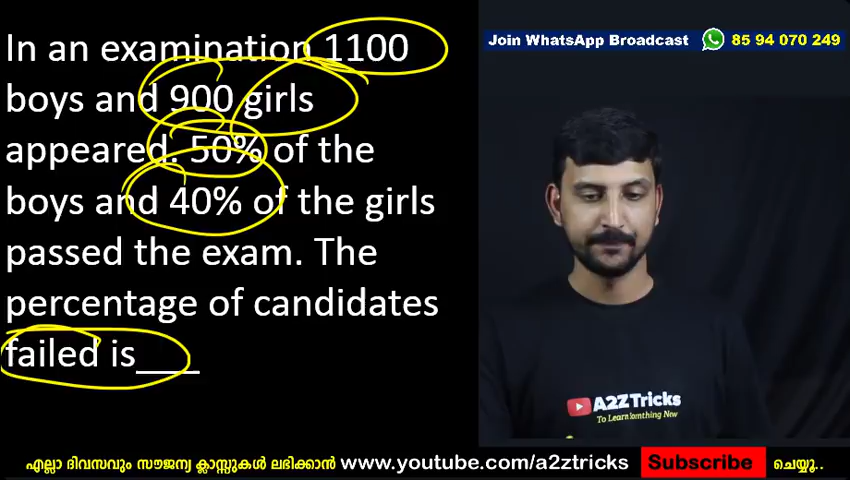 In an examination 1100
boys and 900 girls
appeared. 50% of the
boys and 40% of the girls
passed the exam. The
percentage of candidates
failed is___
Join WhatsApp Broadcast 85 94 070 249
A2Z Tricks
To Learn Somthing New
എല്ലാ ദിവസവും സൗജന്യ ക്ലാസ്സുകൾ ലഭിക്കാൻ www.youtube.com/a2ztricks Subscribe ചെയ്യൂ..